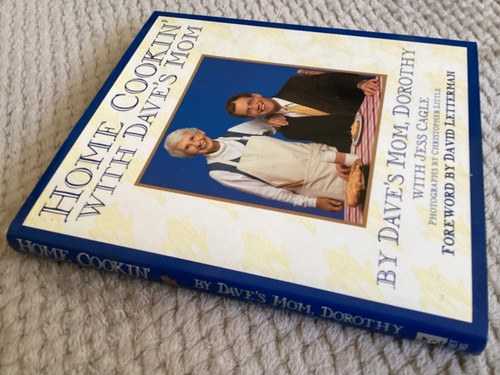 HOME COOKIN'
WITH DAVE'S MOM
BY DAVE'S MOM, DOROTHY
WITH JESS CAGLE
PHOTOGRAPHS BY CHRISTOPHER LITTLE
FOREWORD BY DAVID LETTERMAN
HOME COOKIN' BY DAVE'S MOM, DOROTHY